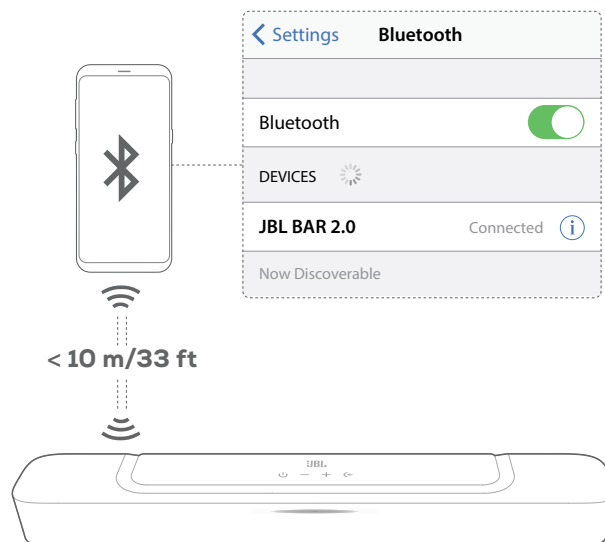 Settings Bluetooth
Bluetooth
DEVICES
JBL BAR 2.0 Connected i
Now Discoverable
< 10 m/33 ft
JBL